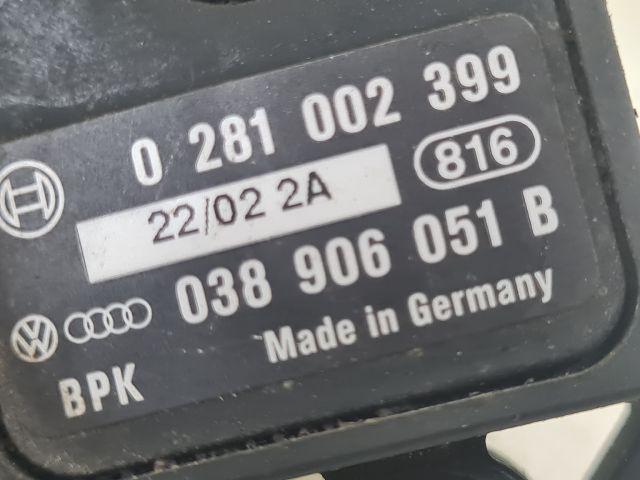 0 281 002 399
22/02 2A
816
038 906 051 B
Made in Germany
BPK